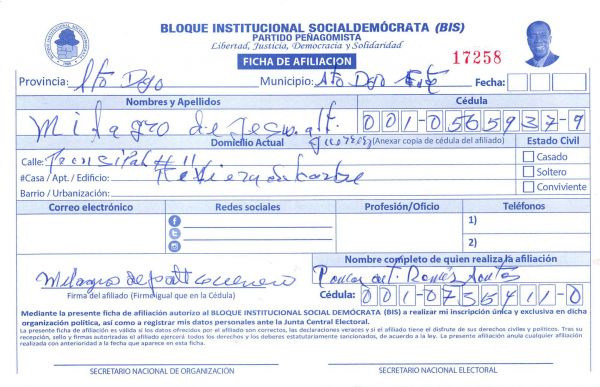 BLOQUE INSTITUCIONAL SOCIALDEMÓCRATA (BIS)
PARTIDO PEÑAGOMISTA
Libertad, Justicia, Democracia y Solidaridad
FICHA DE AFILIACION
17258
Provincia: Sto Dgo Municipio: Sto Dgo Este Fecha:
Nombres y Apellidos Cédula
Milagro de Jesus 001-0565937-9
Domicilio Actual (Anexar copia de cédula del afiliado) Estado Civil
Calle: # 11 Casado
#Casa / Apt. / Edificio: Soltero
Barrio / Urbanización: Conviviente
Correo electrónico Redes sociales Profesión/Oficio Teléfonos
1)
2)
Nombre completo de quien realiza la afiliación
Milagros de
Firma del afiliado (Firme igual que en la Cédula) Cédula: 001-0735411-0
Mediante la presente ficha de afiliación autorizo al BLOQUE INSTITUCIONAL SOCIAL DEMÓCRATA (BIS) a realizar mi inscripción única y exclusiva en dicha
organización política, así como a registrar mis datos personales ante la Junta Central Electoral.
La presente ficha de afiliación es válida si los datos ofrecidos por el afiliado son correctos, las declaraciones veraces y si el afiliado tiene el disfrute de sus derechos civiles y políticos. Tras su
recepción, sello y firmas autorizadas el afiliado ejercerá todos los derechos y los deberes estatutariamente sancionados, de acuerdo a la ley. La presente afiliación anula cualquier afiliación
realizada con anterioridad a la fecha que aparece en esta ficha.
SECRETARIO NACIONAL DE ORGANIZACIÓN SECRETARIO NACIONAL ELECTORAL